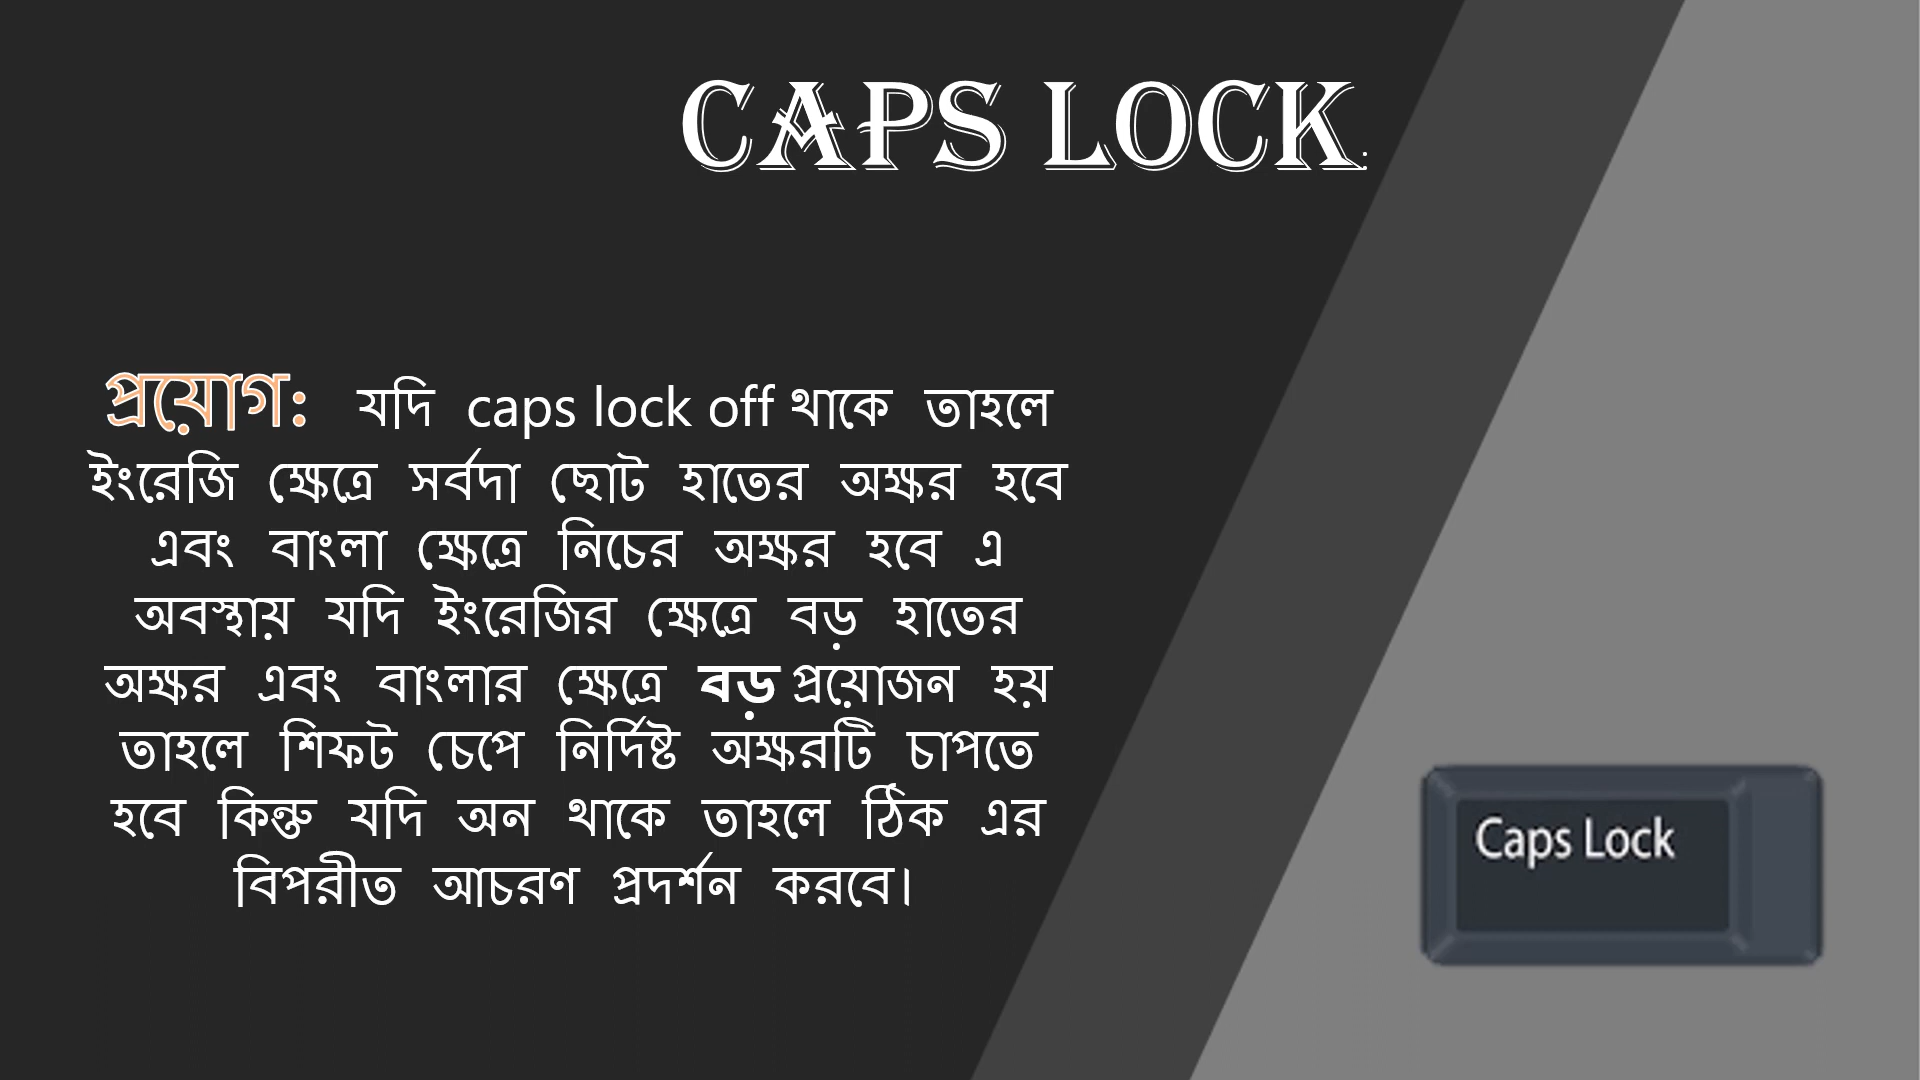 CAPS LOCK:
প্রয়োগ: যদি caps lock off থাকে তাহলে
ইংরেজি ক্ষেত্রে সর্বদা ছোট হাতের অক্ষর হবে
এবং বাংলা ক্ষেত্রে নিচের অক্ষর হবে এ
অবস্থায় যদি ইংরেজির ক্ষেত্রে বড় হাতের
অক্ষর এবং বাংলার ক্ষেত্রে বড় প্রয়োজন হয়
তাহলে শিফট চেপে নির্দিষ্ট অক্ষরটি চাপতে
হবে কিন্তু যদি অন থাকে তাহলে ঠিক এর
বিপরীত আচরণ প্রদর্শন করবে।
Caps Lock